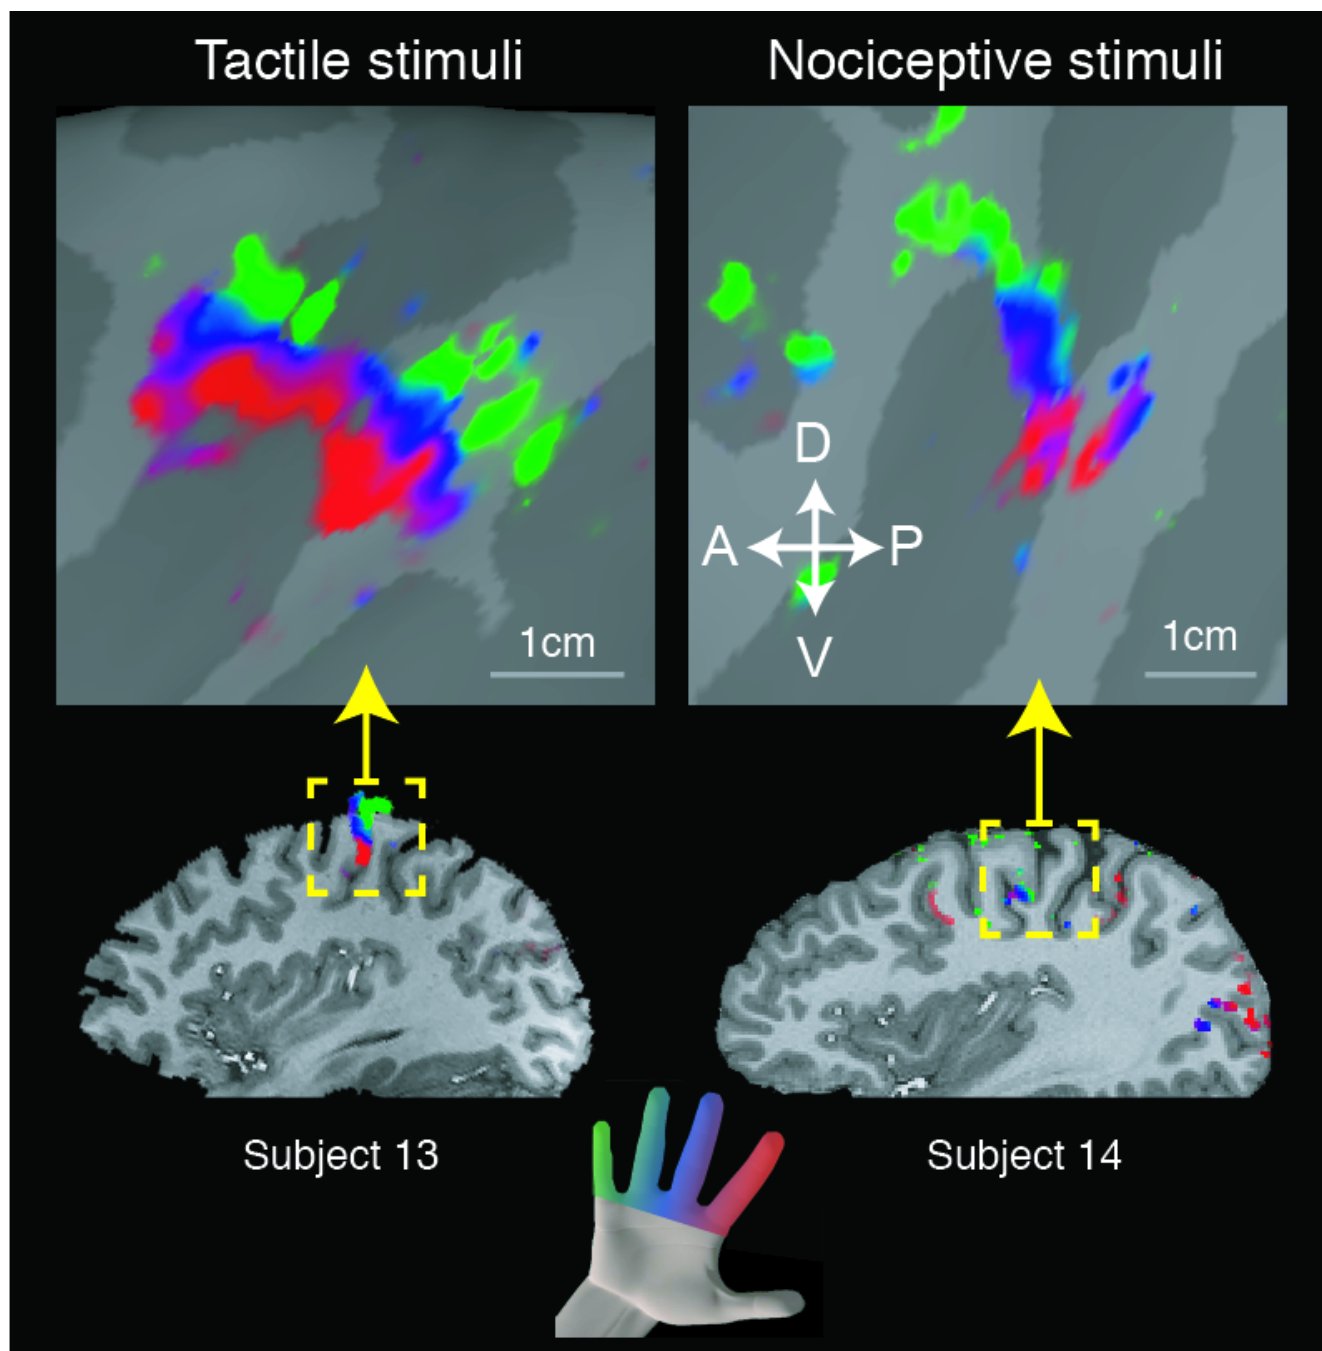 Tactile stimuli
Nociceptive stimuli
D
A
P
V
1cm
1cm
Subject 13
Subject 14